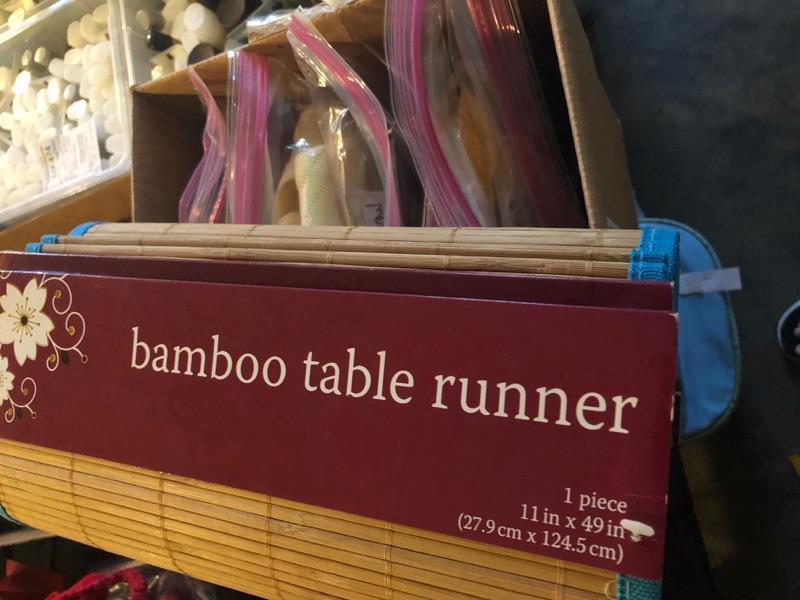 bamboo table runner
1 piece
11 in x 49 in
(27.9 cm x 124.5 cm)